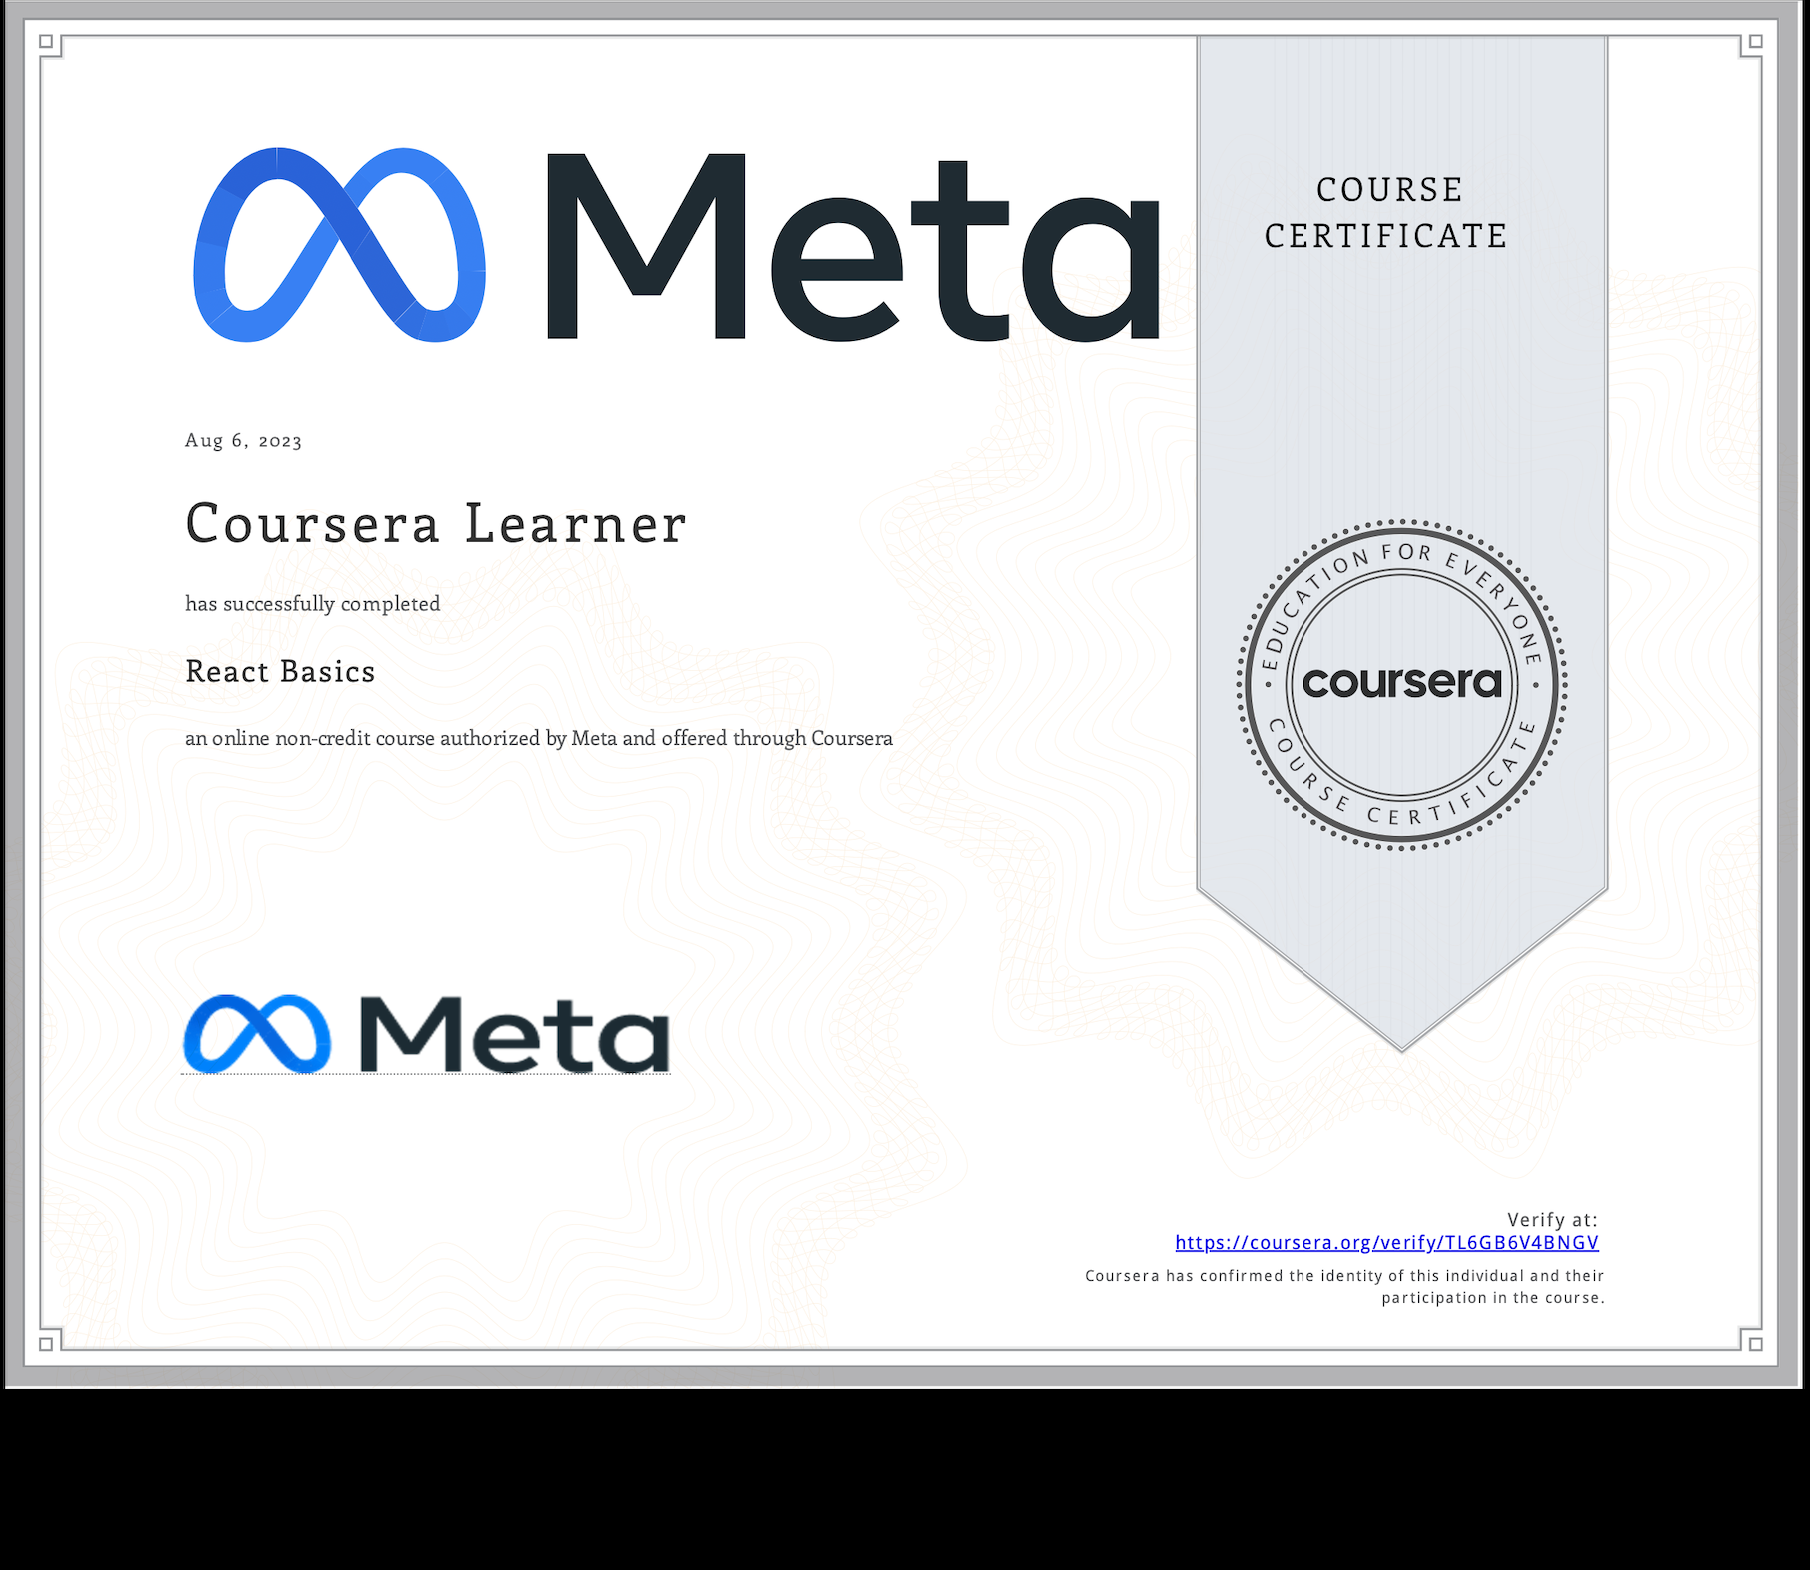 Meta
COURSE
CERTIFICATE
Aug 6, 2023
Coursera Learner
has successfully completed
React Basics
an online non-credit course authorized by Meta and offered through Coursera
EDUCATION FOR EVERYONE
coursera
COURSE CERTIFICATE
Meta
Verify at:
https://coursera.org/verify/TL6GB6V4BNGV
Coursera has confirmed the identity of this individual and their
participation in the course.